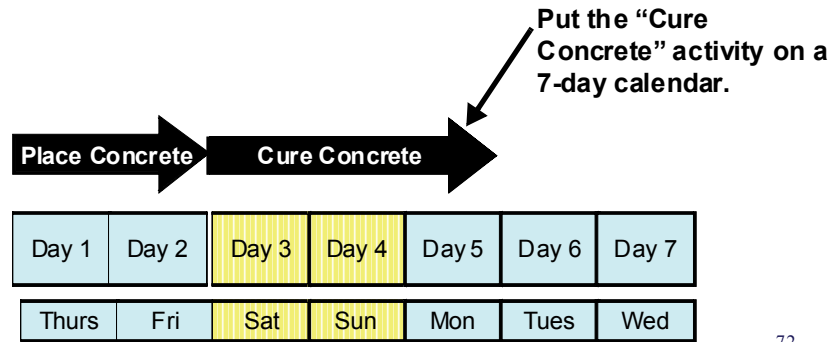 Put the “Cure
Concrete” activity on a
7-day calendar.
Place Concrete Cure Concrete
Day 1 Day 2 Day 3 Day 4 Day 5 Day 6 Day 7
Thurs Fri Sat Sun Mon Tues Wed
72